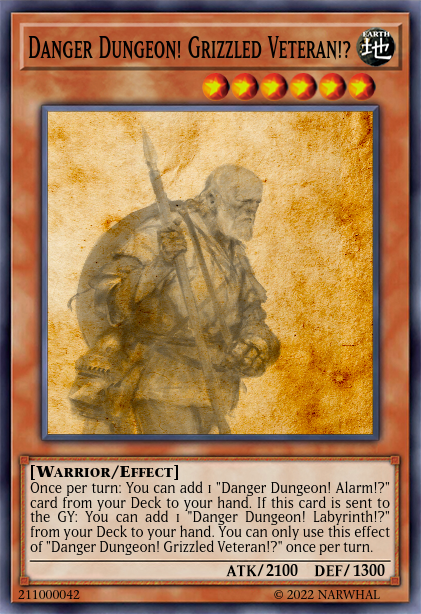 DANGER DUNGEON! GRIZZLED VETERAN!?
EARTH
地
[WARRIOR/EFFECT]
Once per turn: You can add 1 "Danger Dungeon! Alarm!?"
card from your Deck to your hand. If this card is sent to
the GY: You can add 1 "Danger Dungeon! Labyrinth!?"
from your Deck to your hand. You can only use this effect
of "Danger Dungeon! Grizzled Veteran!?" once per turn.
ATK/2100 DEF/1300
211000042 © 2022 NARWHAL